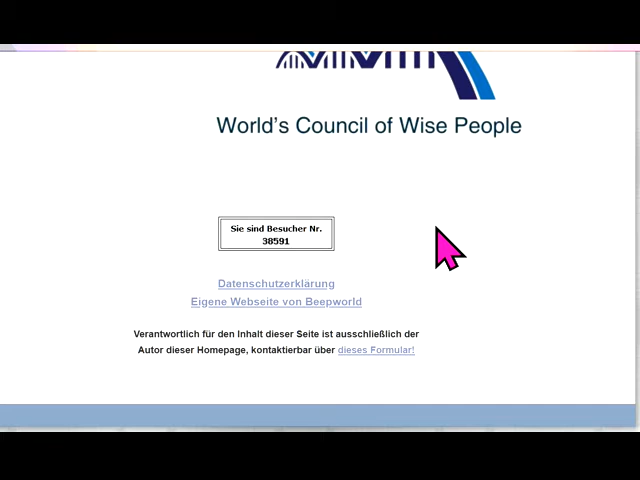 World's Council of Wise People
Sie sind Besucher Nr.
38591
Datenschutzerklärung
Eigene Webseite von Beepworld
Verantwortlich für den Inhalt dieser Seite ist ausschließlich der
Autor dieser Homepage, kontaktierbar über dieses Formular!